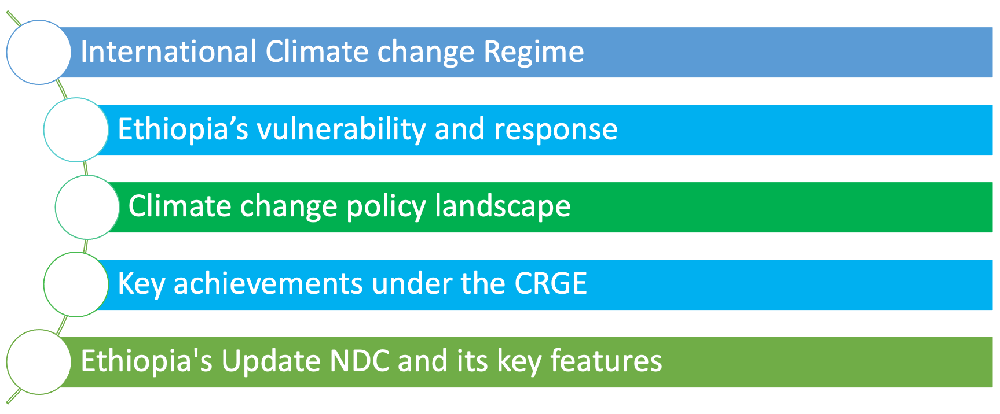 International Climate change Regime
Ethiopia’s vulnerability and response
Climate change policy landscape
Key achievements under the CRGE
Ethiopia's Update NDC and its key features